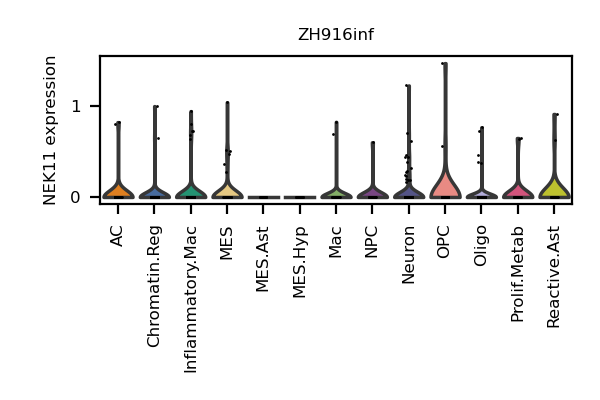 ZH916inf
NEK11 expression
1
0
AC
Chromatin.Reg
Inflammatory.Mac
MES
MES.Ast
MES.Hyp
Mac
NPC
Neuron
OPC
Oligo
Prolif.Metab
Reactive.Ast